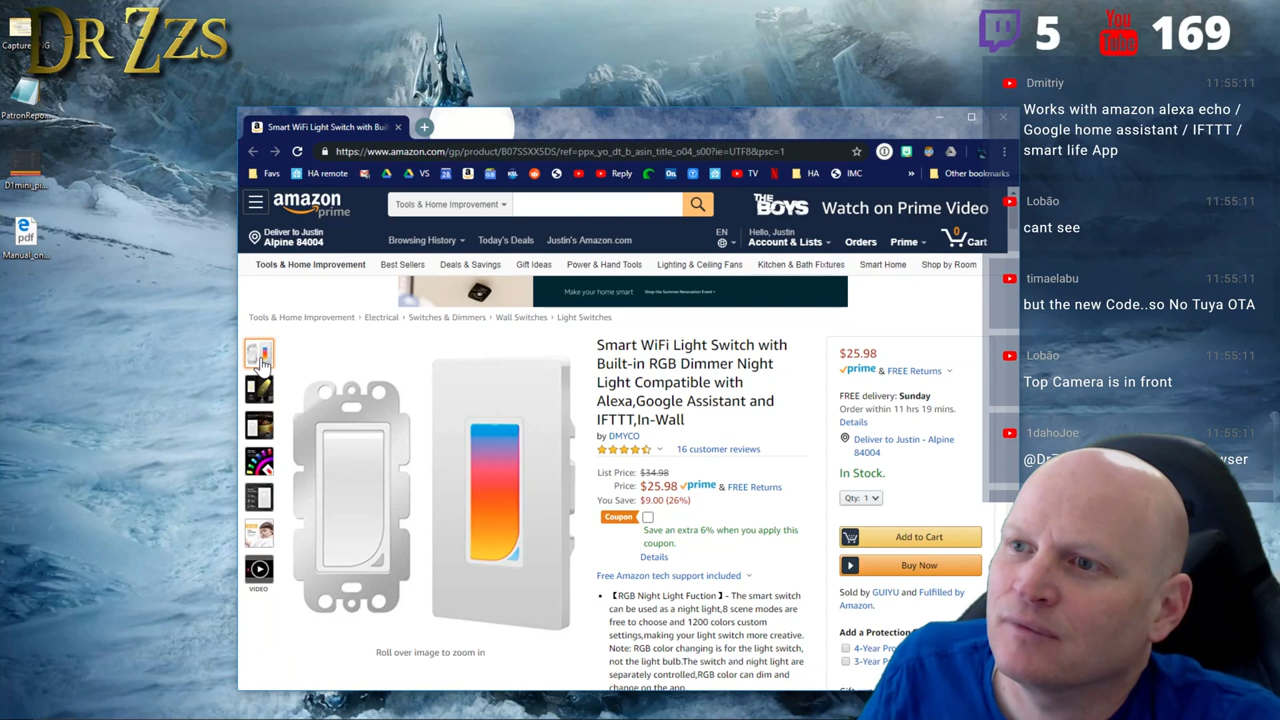 DR ZZS
Capture
NG
PatronRepo...
D1mini_pi...
pdf
Manual_on...
5
You
Tube
169
Smart WiFi Light Switch with Buil
https://www.amazon.com/gp/product/B07SSXX5DS/ref=ppx_yo_dt_b_asin_title_o04_s00?ie=UTF8&psc=1
Favs
HA remote
VS
28
KSL
Reply
TV
HA
IMC
»
Other bookmarks
amazon
prime
Tools & Home Improvement
THE
BOYS
Watch on Prime Video
Deliver to Justin
Alpine 84004
Browsing History
Today's Deals
Justin's Amazon.com
EN
Hello, Justin
Account & Lists
Orders
Prime
0
Cart
Tools & Home Improvement
Best Sellers
Deals & Savings
Gift Ideas
Power & Hand Tools
Lighting & Ceiling Fans
Kitchen & Bath Fixtures
Smart Home
Shop by Room
Make your home smart
Shop the Summer Renovation Event ›
Tools & Home Improvement › Electrical › Switches & Dimmers › Wall Switches › Light Switches
VIDEO
Roll over image to zoom in
Smart WiFi Light Switch with
Built-in RGB Dimmer Night
Light Compatible with
Alexa,Google Assistant and
IFTTT,In-Wall
by DMYCO
16 customer reviews
List Price: $34.98
Price: $25.98 prime & FREE Returns
You Save: $9.00 (26%)
Coupon
Save an extra 6% when you apply this
coupon.
Details
Free Amazon tech support included
• 【RGB Night Light Fuction】- The smart switch
can be used as a night light,8 scene modes are
free to choose and 1200 colors custom
settings,making your light switch more creative.
Note: RGB color changing is for the light switch,
not the light bulb.The switch and night light are
separately controlled,RGB color can dim and
change on the app.
$25.98
prime & FREE Returns
FREE delivery: Sunday
Order within 11 hrs 19 mins.
Details
Deliver to Justin - Alpine
84004
In Stock.
Qty: 1
Add to Cart
Buy Now
Sold by GUIYU and Fulfilled by
Amazon.
Add a Protection
4-Year Pro
3-Year P
Dmitriy
11:55:11
Works with amazon alexa echo /
Google home assistant / IFTTT /
smart life App
Lobão
11:55:11
cant see
timaelabu
11:55:11
but the new Code..so No Tuya OTA
Lobão
11:55:11
Top Camera is in front
1dahoJoe
11:55:11
@DrZ
wser